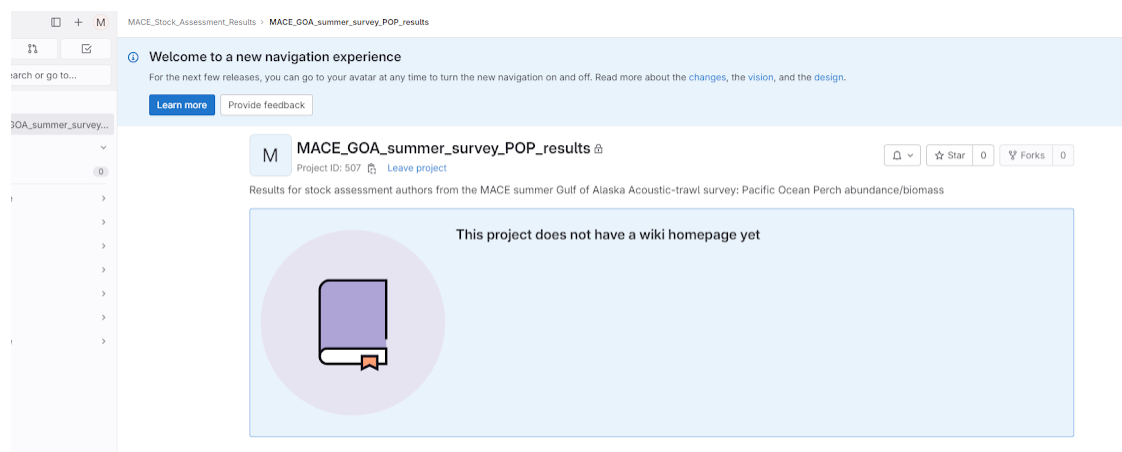 M
MACE_Stock_Assessment_Results › MACE_GOA_summer_survey_POP_results
earch or go to...
GOA_summer_survey...
0
Welcome to a new navigation experience
For the next few releases, you can go to your avatar at any time to turn the new navigation on and off. Read more about the changes, the vision, and the design.
Learn more Provide feedback
M
MACE_GOA_summer_survey_POP_results
Project ID: 507 Leave project
Star 0 Forks 0
Results for stock assessment authors from the MACE summer Gulf of Alaska Acoustic-trawl survey: Pacific Ocean Perch abundance/biomass
This project does not have a wiki homepage yet